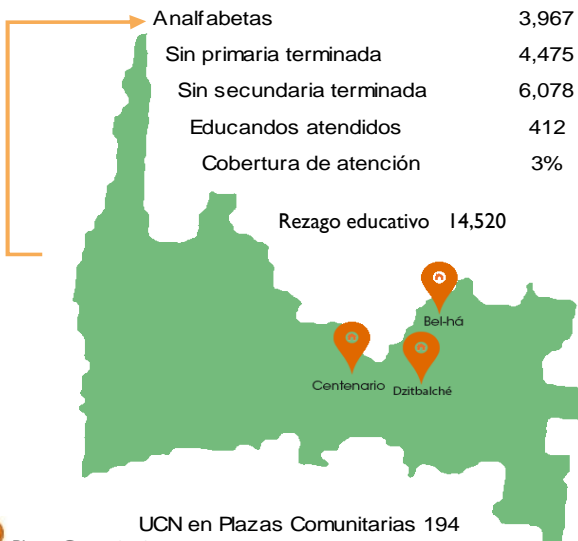 Analfabetas 3,967
Sin primaria terminada 4,475
Sin secundaria terminada 6,078
Educandos atendidos 412
Cobertura de atención 3%
Rezago educativo 14,520
Bel-há
Centenario
Dzitbalché
UCN en Plazas Comunitarias 194